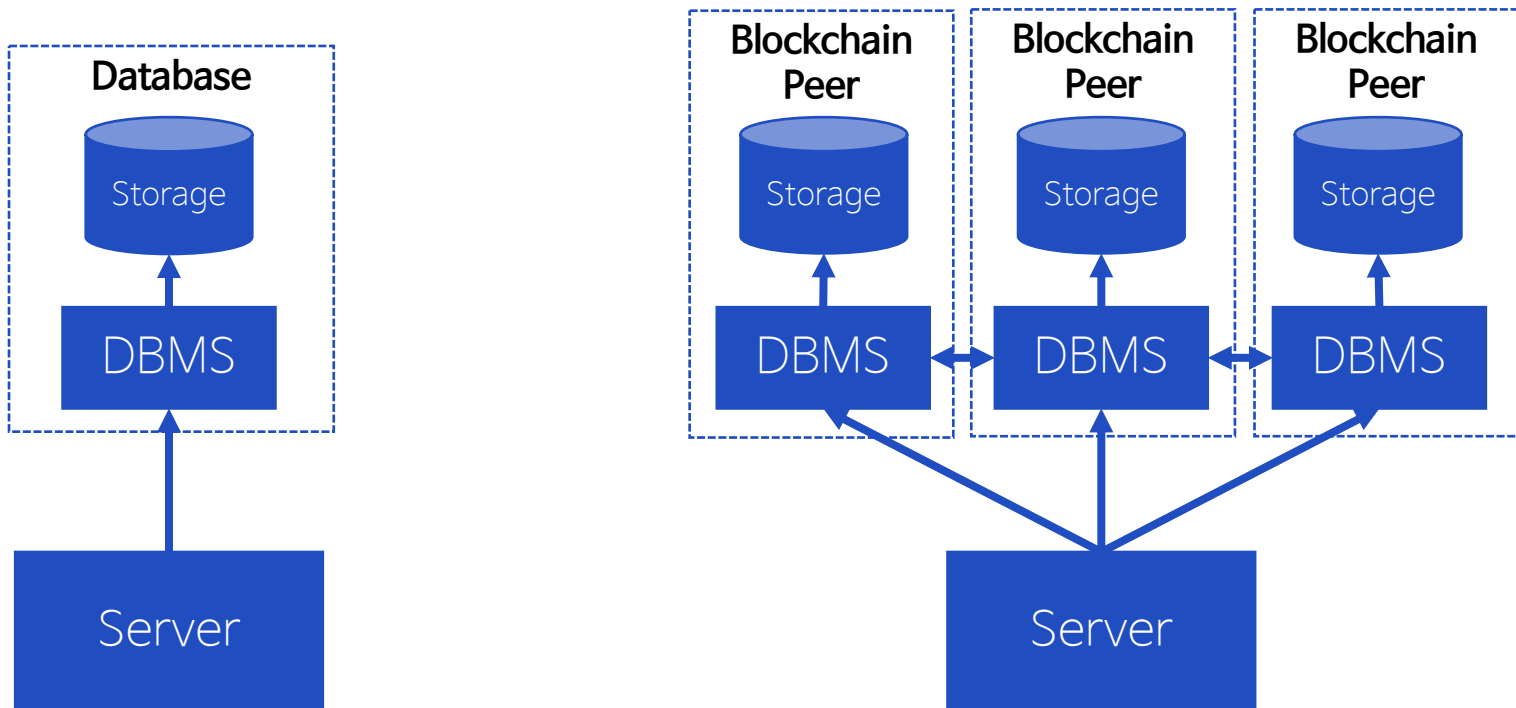 Database
Storage
DBMS
Server
Blockchain
Peer
Storage
DBMS
Blockchain
Peer
Storage
DBMS
Blockchain
Peer
Storage
DBMS
Server